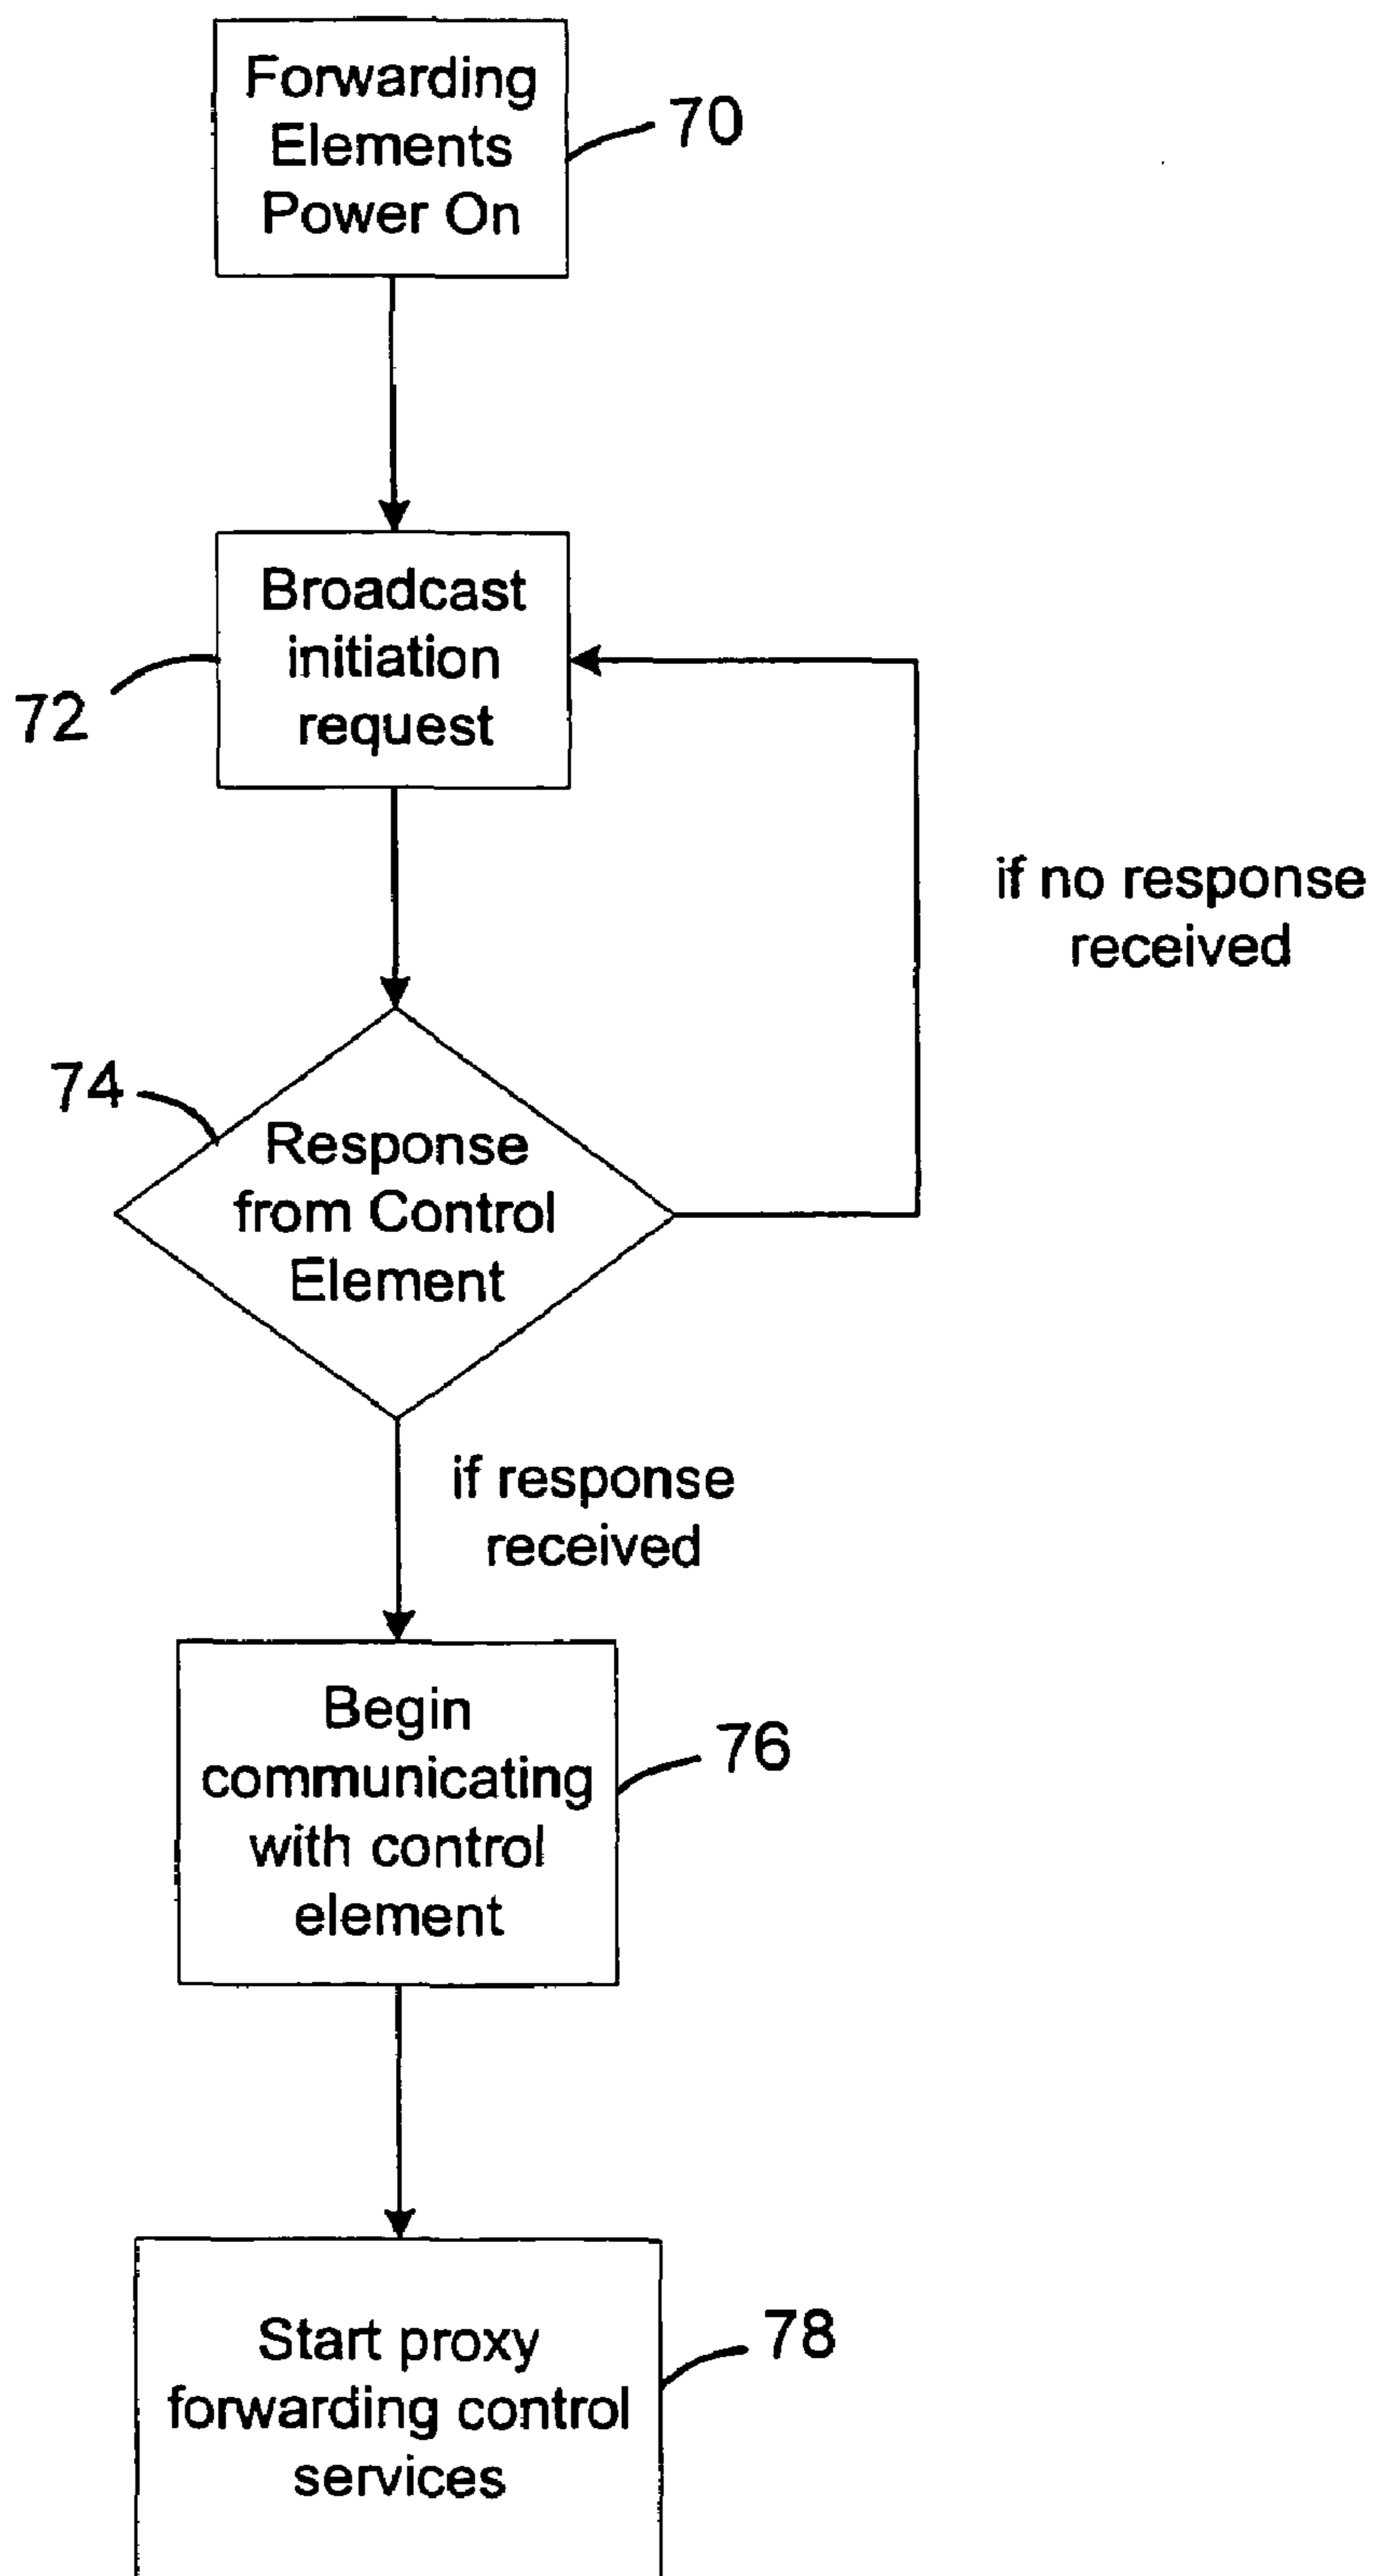 Forwarding
Elements
Power On
70
Broadcast
initiation
request
72
if no response
received
74
Response
from Control
Element
if response
received
Begin
communicating
with control
element
76
Start proxy
forwarding control
services
78